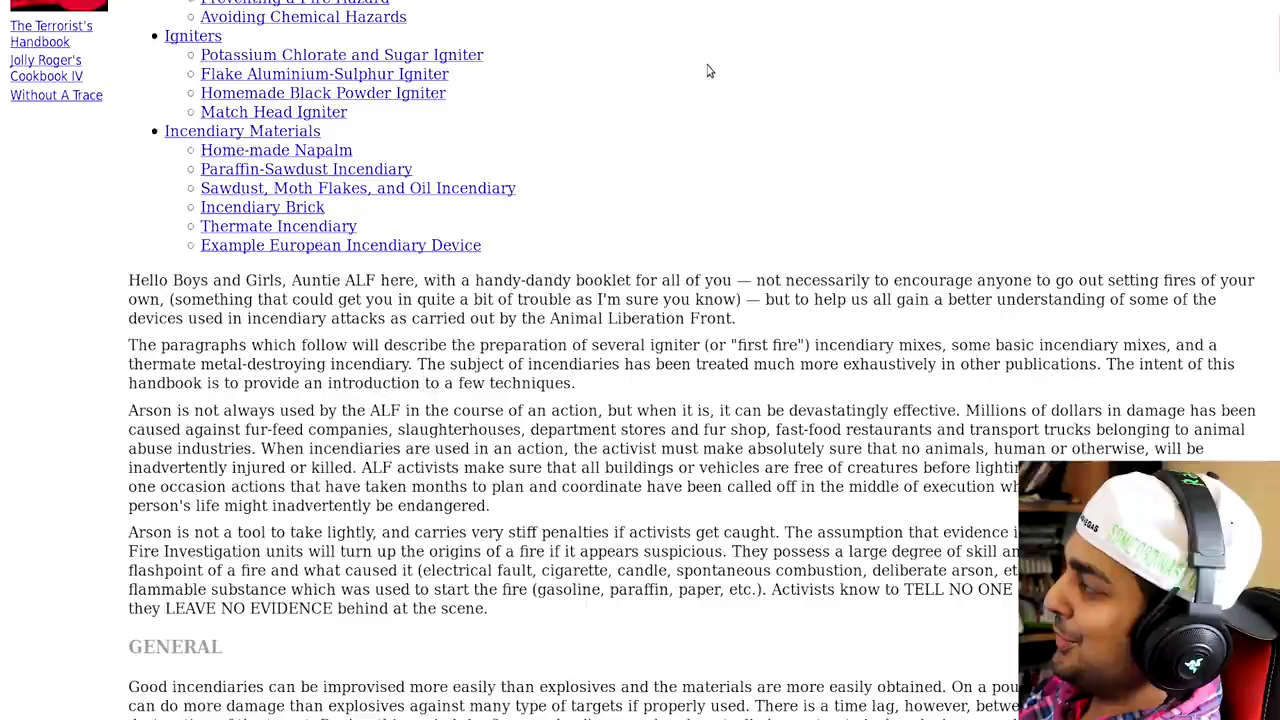 Preventing a Fire Hazard
The Terrorist's
Handbook
Jolly Roger's
Cookbook IV
Without A Trace
Avoiding Chemical Hazards
Igniters
Potassium Chlorate and Sugar Igniter
Flake Aluminium-Sulphur Igniter
Homemade Black Powder Igniter
Match Head Igniter
Incendiary Materials
Home-made Napalm
Paraffin-Sawdust Incendiary
Sawdust, Moth Flakes, and Oil Incendiary
Incendiary Brick
Thermate Incendiary
Example European Incendiary Device
Hello Boys and Girls, Auntie ALF here, with a handy-dandy booklet for all of you — not necessarily to encourage anyone to go out setting fires of your
own, (something that could get you in quite a bit of trouble as I'm sure you know) — but to help us all gain a better understanding of some of the
devices used in incendiary attacks as carried out by the Animal Liberation Front.
The paragraphs which follow will describe the preparation of several igniter (or "first fire") incendiary mixes, some basic incendiary mixes, and a
thermate metal-destroying incendiary. The subject of incendiaries has been treated much more exhaustively in other publications. The intent of this
handbook is to provide an introduction to a few techniques.
Arson is not always used by the ALF in the course of an action, but when it is, it can be devastatingly effective. Millions of dollars in damage has been
caused against fur-feed companies, slaughterhouses, department stores and fur shop, fast-food restaurants and transport trucks belonging to animal
abuse industries. When incendiaries are used in an action, the activist must make absolutely sure that no animals, human or otherwise, will be
inadvertently injured or killed. ALF activists make sure that all buildings or vehicles are free of creatures before
one occasion actions that have taken months to plan and coordinate have been called off in the middle of execution
person's life might inadvertently be endangered.
Arson is not a tool to take lightly, and carries very stiff penalties if activists get caught. The assumption that evidence
Fire Investigation units will turn up the origins of a fire if it appears suspicious. They possess a large degree of skill
flashpoint of a fire and what caused it (electrical fault, cigarette, candle, spontaneous combustion, deliberate arson,
flammable substance which was used to start the fire (gasoline, paraffin, paper, etc.). Activists know to TELL NO ONE
they LEAVE NO EVIDENCE behind at the scene.
GENERAL
Good incendiaries can be improvised more easily than explosives and the materials are more easily obtained. On a
can do more damage than explosives against many type of targets if properly used. There is a time lag, however,